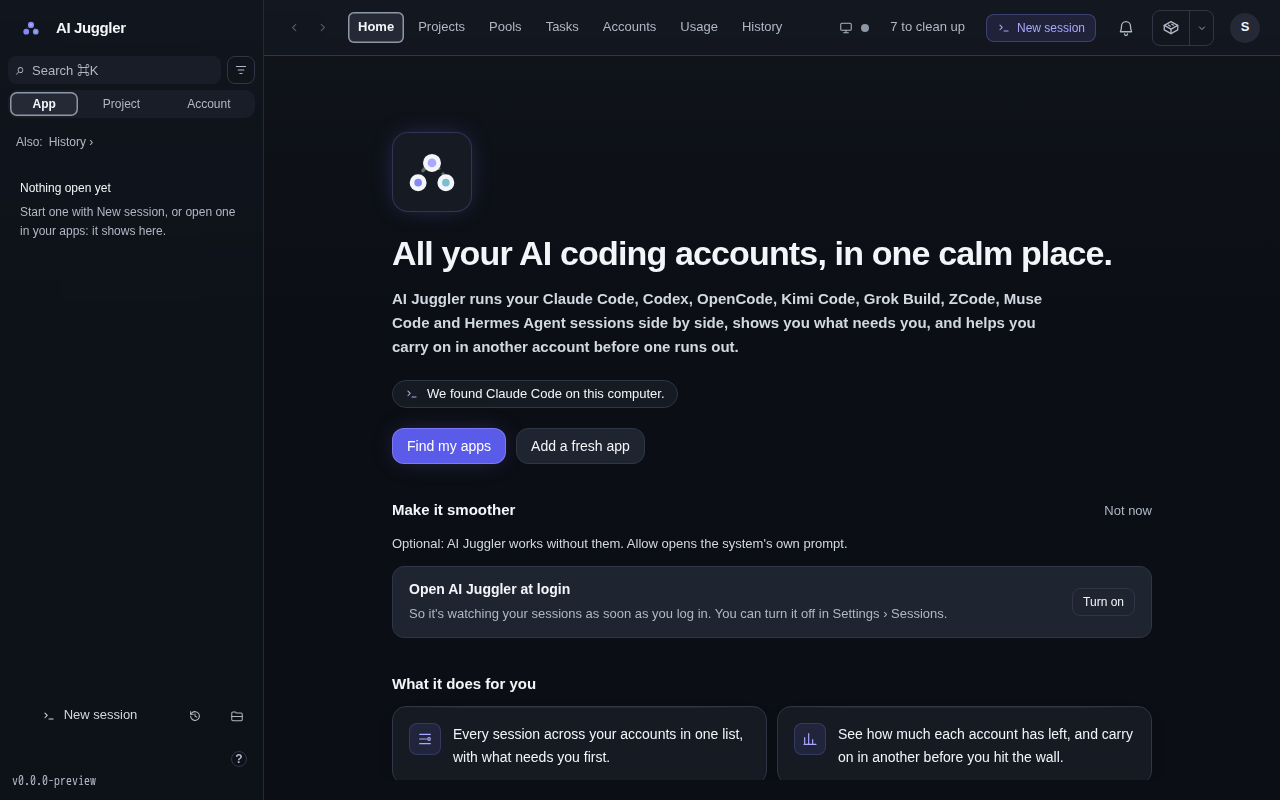 AI Juggler
Search ⌘K
App Project Account
Also: History ›
Nothing open yet
Start one with New session, or open one
in your apps: it shows here.
New session
?
v0.0.0-preview
Home Projects Pools Tasks Accounts Usage History
7 to clean up
New session
S
All your AI coding accounts, in one calm place.
AI Juggler runs your Claude Code, Codex, OpenCode, Kimi Code, Grok Build, ZCode, Muse
Code and Hermes Agent sessions side by side, shows you what needs you, and helps you
carry on in another account before one runs out.
We found Claude Code on this computer.
Find my apps Add a fresh app
Make it smoother
Not now
Optional: AI Juggler works without them. Allow opens the system's own prompt.
Open AI Juggler at login
So it's watching your sessions as soon as you log in. You can turn it off in Settings › Sessions.
Turn on
What it does for you
Every session across your accounts in one list,
with what needs you first.
See how much each account has left, and carry
on in another before you hit the wall.